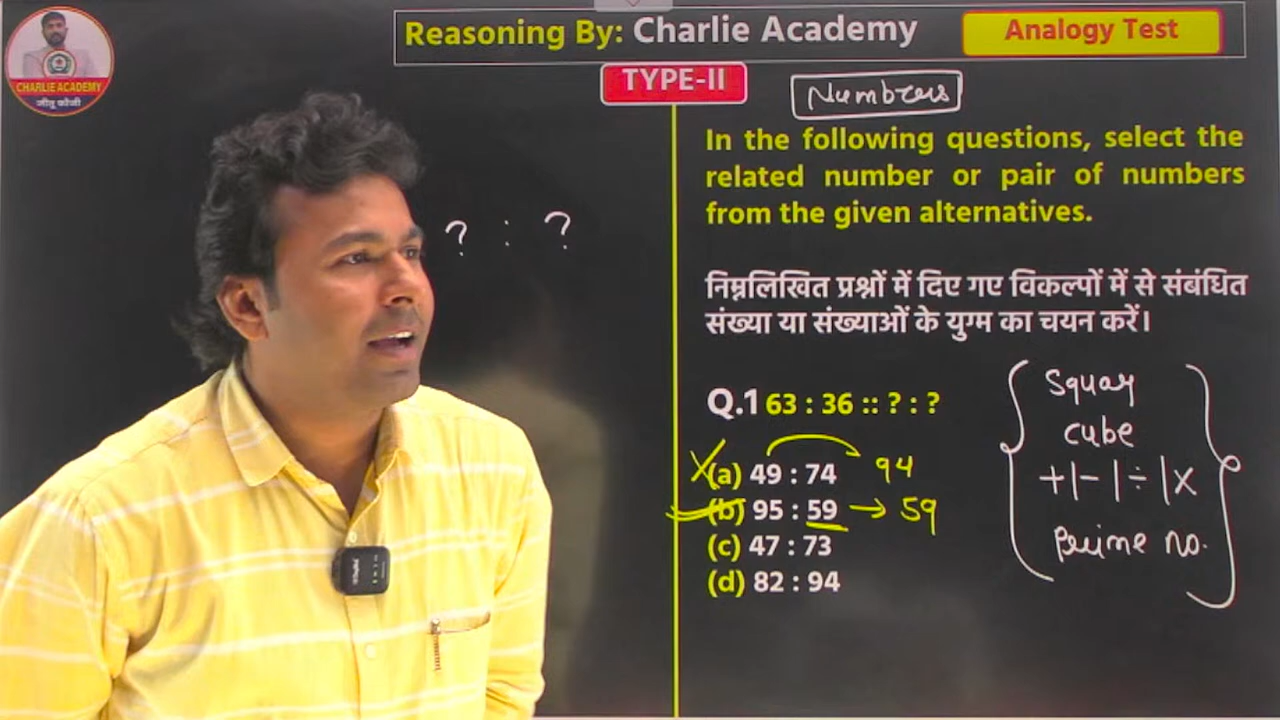 CHARLIE ACADEMY
जीतू फौजी
Reasoning By: Charlie Academy
Analogy Test
TYPE-II
Numbers
In the following questions, select the
related number or pair of numbers
from the given alternatives.
? : ?
निम्नलिखित प्रश्नों में दिए गए विकल्पों में से संबंधित
संख्या या संख्याओं के युग्म का चयन करें।
Q.1 63 : 36 :: ? : ?
(a) 49 : 74 94
(b) 95 : 59 → 59
(c) 47 : 73
(d) 82 : 94
Squar
cube
+|-|÷|x
Prime no.